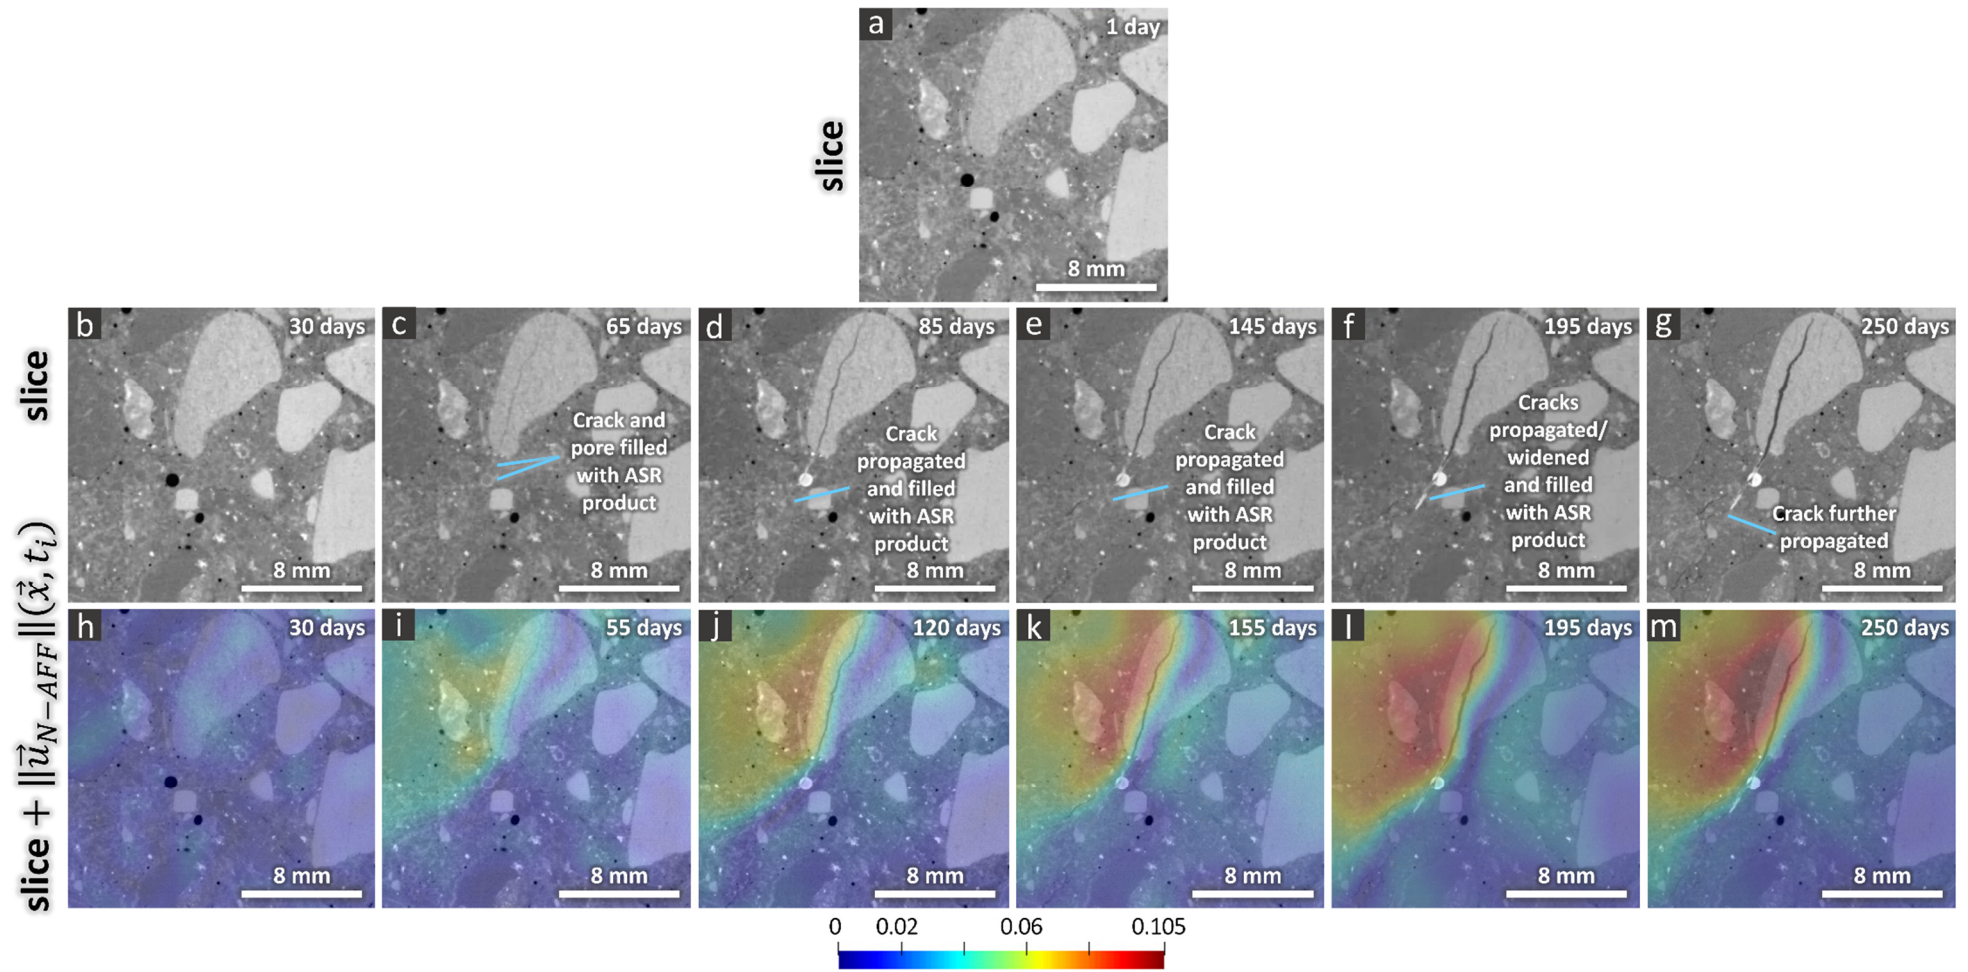 a
1 day
slice
8 mm
slice
b
30 days
8 mm
c
65 days
Crack and
pore filled
with ASR
product
8 mm
d
85 days
Crack
propagated
and filled
with ASR
product
8 mm
e
145 days
Crack
propagated
and filled
with ASR
product
8 mm
f
195 days
Cracks
propagated/
widened
and filled
with ASR
product
8 mm
g
250 days
Crack further
propagated
8 mm
slice + ||u⃗_{N−AFF}||(x⃗, t_i)
h
30 days
8 mm
i
55 days
8 mm
j
120 days
8 mm
k
155 days
8 mm
l
195 days
8 mm
m
250 days
8 mm
0 0.02 0.06 0.105